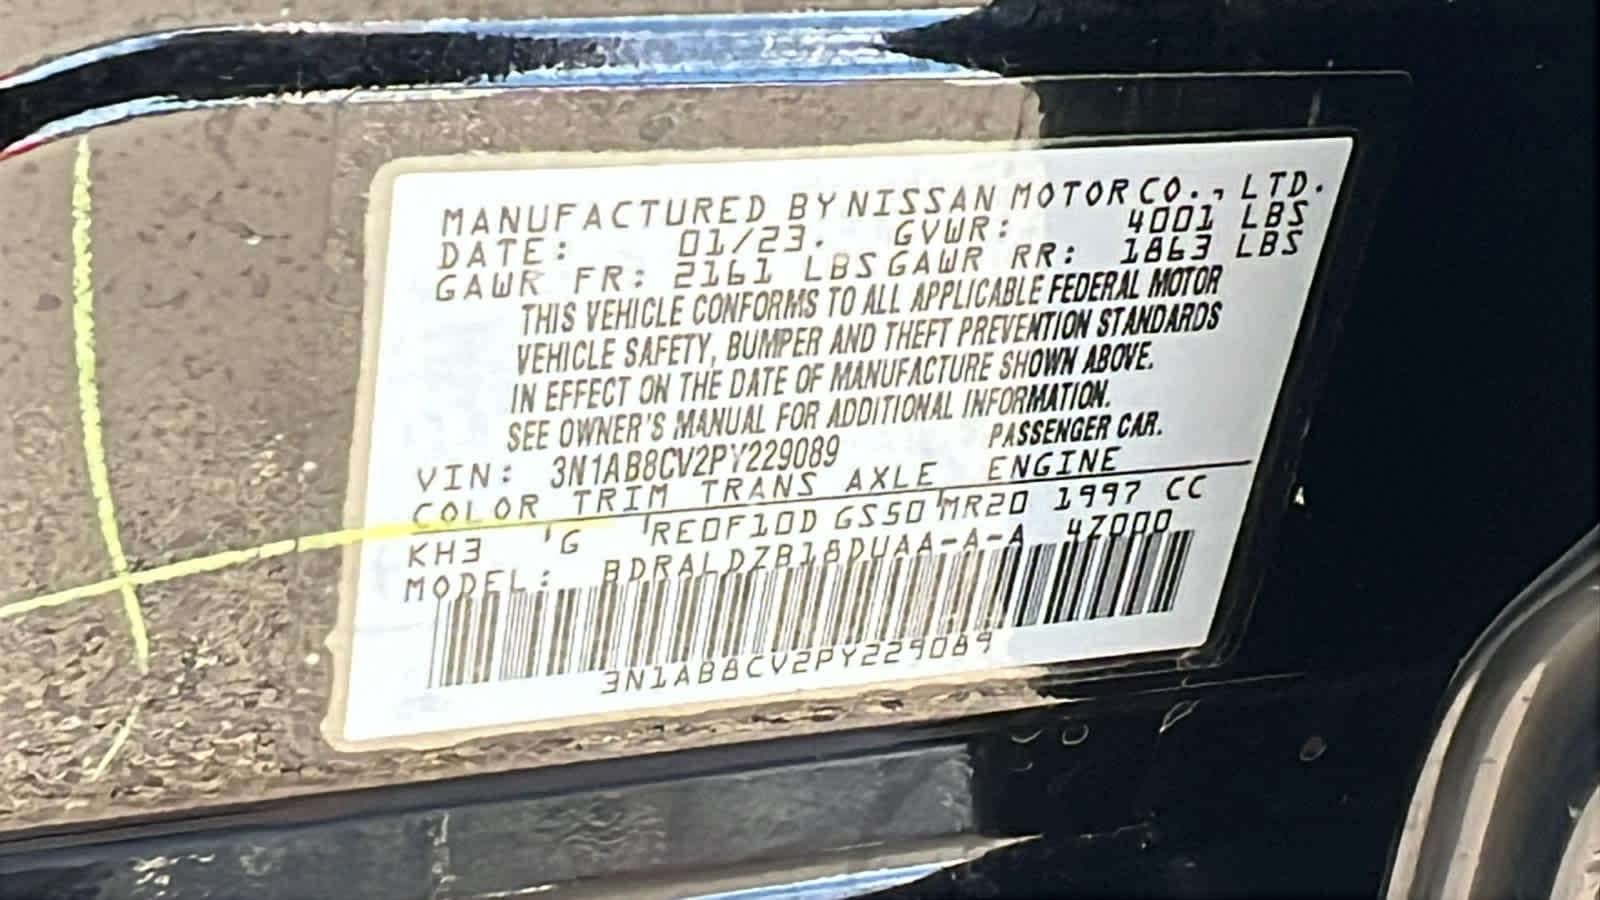 MANUFACTURED BY NISSAN MOTOR CO., LTD.
DATE: 01/23. GVWR: 4001 LBS
GAWR FR: 2161 LBS GAWR RR: 1863 LBS
THIS VEHICLE CONFORMS TO ALL APPLICABLE FEDERAL MOTOR
VEHICLE SAFETY, BUMPER AND THEFT PREVENTION STANDARDS
IN EFFECT ON THE DATE OF MANUFACTURE SHOWN ABOVE.
SEE OWNER'S MANUAL FOR ADDITIONAL INFORMATION.
VIN: 3N1AB8CV2PY229089 PASSENGER CAR.
COLOR TRIM TRANS AXLE ENGINE
KH3 'G 'RE0F10D GS50'MR20 1997 CC
MODEL: BDRALDZB18DUAA-A-A 4Z000
3N1AB8CV2PY229089